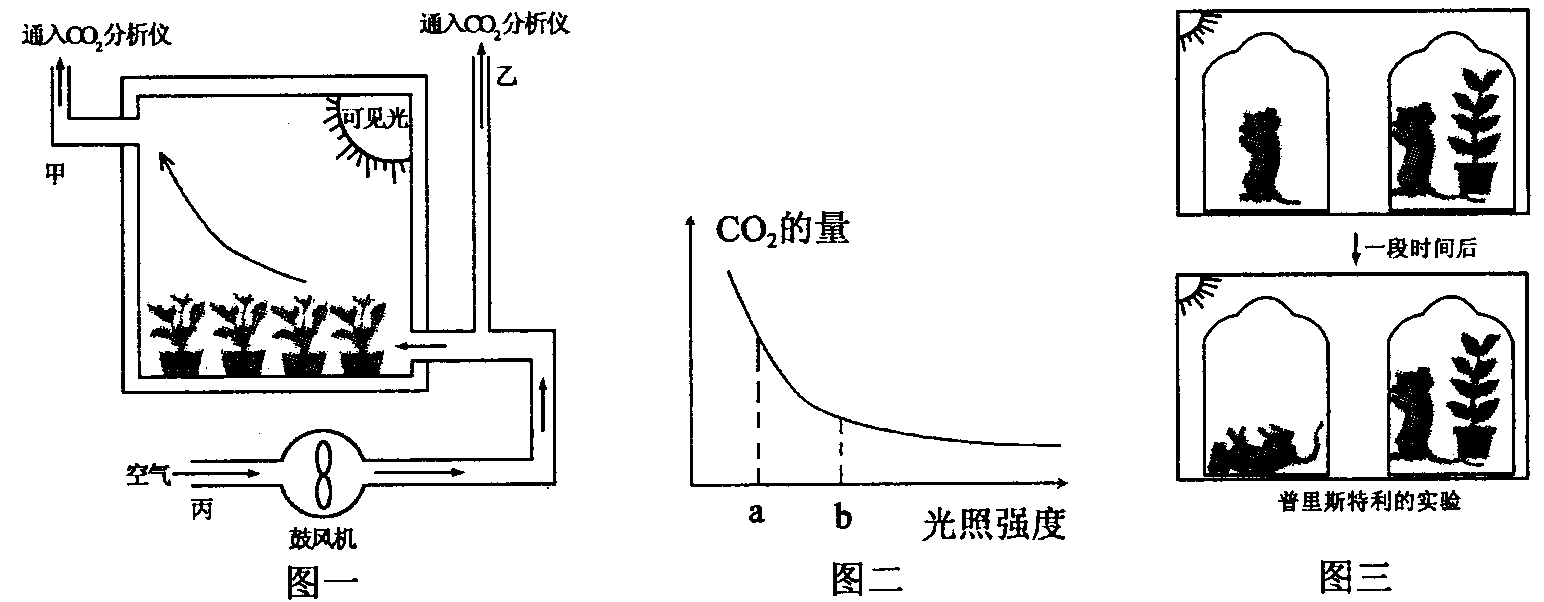 通入CO₂分析仪
甲
通入CO₂分析仪
乙
可见光
空气
丙
鼓风机
图一
CO₂的量
a
b
光照强度
图二
一段时间后
普里斯特利的实验
图三